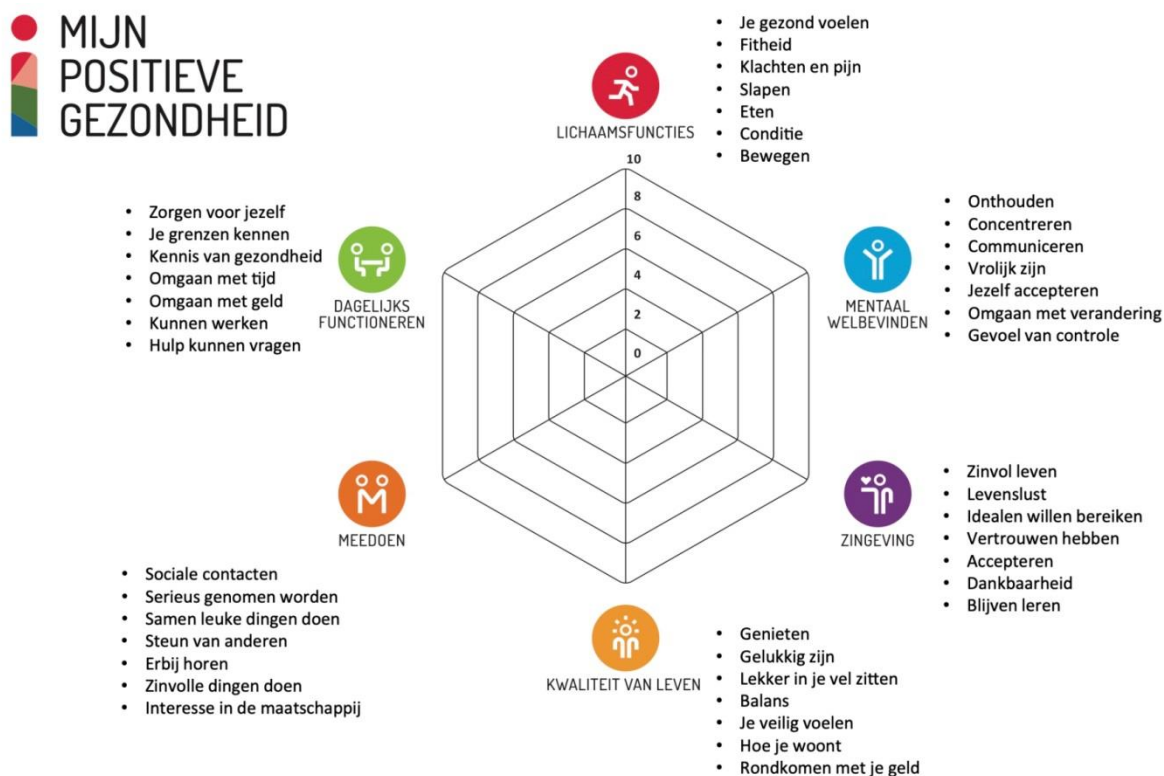 MIJN
POSITIEVE
GEZONDHEID
LICHAAMSFUNCTIES
• Je gezond voelen
• Fitheid
• Klachten en pijn
• Slapen
• Eten
• Conditie
• Bewegen
MENTAAL
WELBEVINDEN
• Onthouden
• Concentreren
• Communiceren
• Vrolijk zijn
• Jezelf accepteren
• Omgaan met verandering
• Gevoel van controle
ZINGEVING
• Zinvol leven
• Levenslust
• Idealen willen bereiken
• Vertrouwen hebben
• Accepteren
• Dankbaarheid
• Blijven leren
KWALITEIT VAN LEVEN
• Genieten
• Gelukkig zijn
• Lekker in je vel zitten
• Balans
• Je veilig voelen
• Hoe je woont
• Rondkomen met je geld
MEEDOEN
• Sociale contacten
• Serieus genomen worden
• Samen leuke dingen doen
• Steun van anderen
• Erbij horen
• Zinvolle dingen doen
• Interesse in de maatschappij
DAGELIJKS
FUNCTIONEREN
• Zorgen voor jezelf
• Je grenzen kennen
• Kennis van gezondheid
• Omgaan met tijd
• Omgaan met geld
• Kunnen werken
• Hulp kunnen vragen
10
8
6
4
2
0